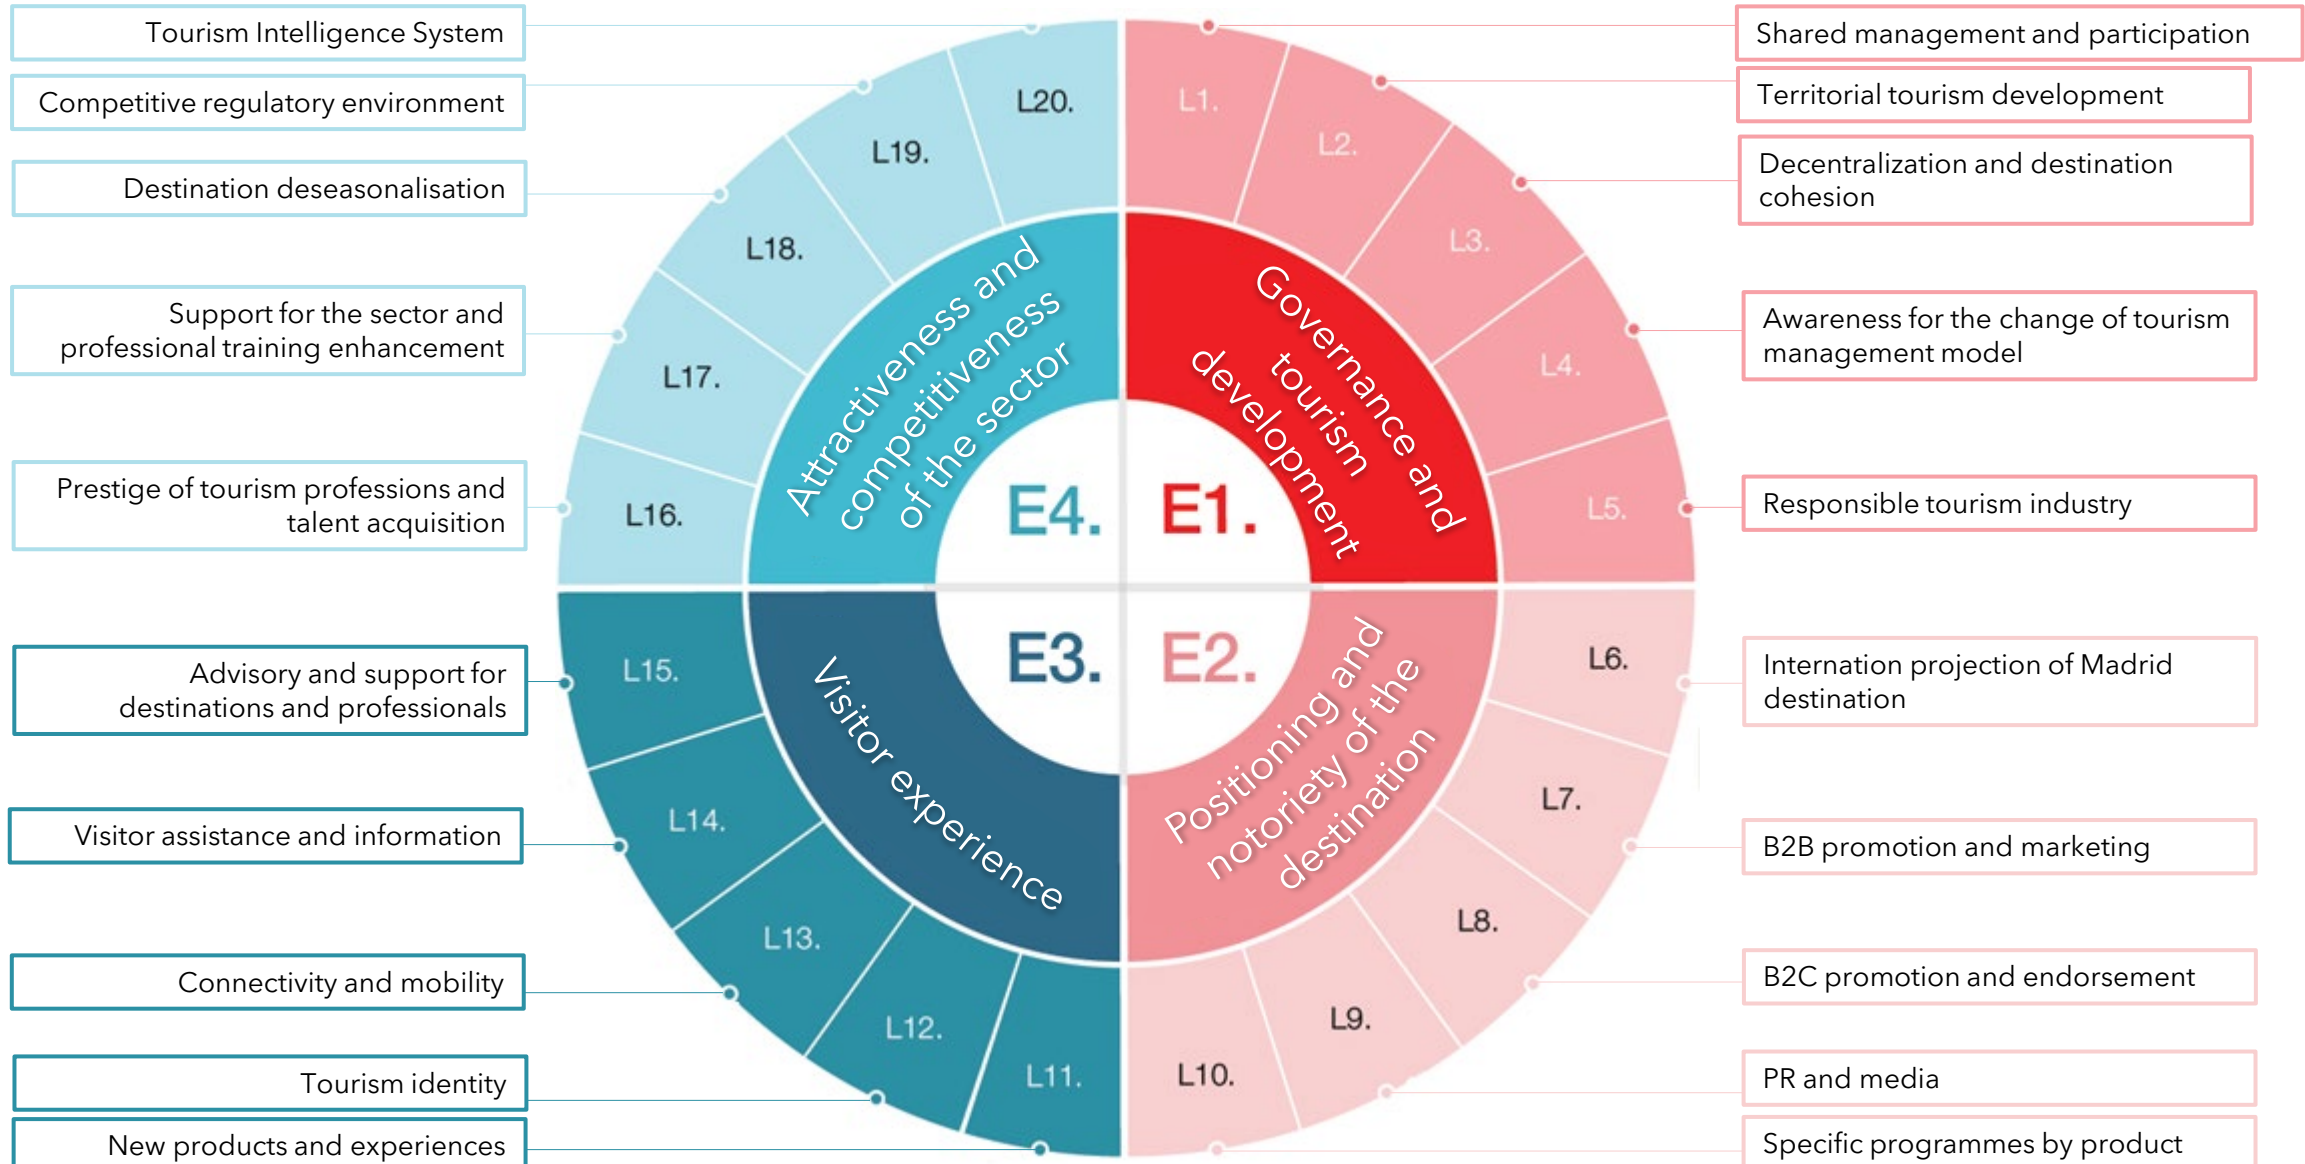 Tourism Intelligence System
Competitive regulatory environment
Destination deseasonalisation
Support for the sector and
professional training enhancement
Prestige of tourism professions and
talent acquisition
Advisory and support for
destinations and professionals
Visitor assistance and information
Connectivity and mobility
Tourism identity
New products and experiences
L20.
L19.
L18.
L17.
L16.
L15.
L14.
L13.
L12.
L11.
Attractiveness and
competitiveness
of the sector
E4.
Visitor experience
E3.
Governance and
tourism
development
E1.
Positioning and
notoriety of the
destination
E2.
L1.
L2.
L3.
L4.
L5.
L6.
L7.
L8.
L9.
L10.
Shared management and participation
Territorial tourism development
Decentralization and destination
cohesion
Awareness for the change of tourism
management model
Responsible tourism industry
Internation projection of Madrid
destination
B2B promotion and marketing
B2C promotion and endorsement
PR and media
Specific programmes by product